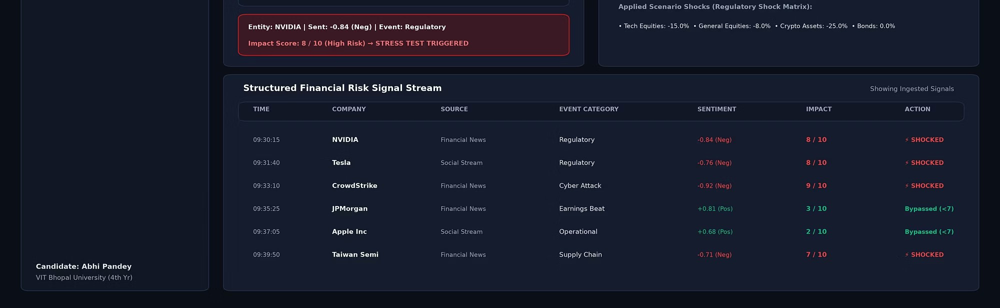 Entity: NVIDIA | Sent: -0.84 (Neg) | Event: Regulatory
Impact Score: 8 / 10 (High Risk) → STRESS TEST TRIGGERED
Applied Scenario Shocks (Regulatory Shock Matrix):
• Tech Equities: -15.0% • General Equities: -8.0% • Crypto Assets: -25.0% • Bonds: 0.0%
Structured Financial Risk Signal Stream
Showing Ingested Signals
TIME COMPANY SOURCE EVENT CATEGORY SENTIMENT IMPACT ACTION
09:30:15 NVIDIA Financial News Regulatory -0.84 (Neg) 8 / 10 ⚡ SHOCKED
09:31:40 Tesla Social Stream Regulatory -0.76 (Neg) 8 / 10 ⚡ SHOCKED
09:33:10 CrowdStrike Financial News Cyber Attack -0.92 (Neg) 9 / 10 ⚡ SHOCKED
09:35:25 JPMorgan Financial News Earnings Beat +0.81 (Pos) 3 / 10 Bypassed (<7)
09:37:05 Apple Inc Social Stream Operational +0.68 (Pos) 2 / 10 Bypassed (<7)
09:39:50 Taiwan Semi Financial News Supply Chain -0.71 (Neg) 7 / 10 ⚡ SHOCKED
Candidate: Abhi Pandey
VIT Bhopal University (4th Yr)